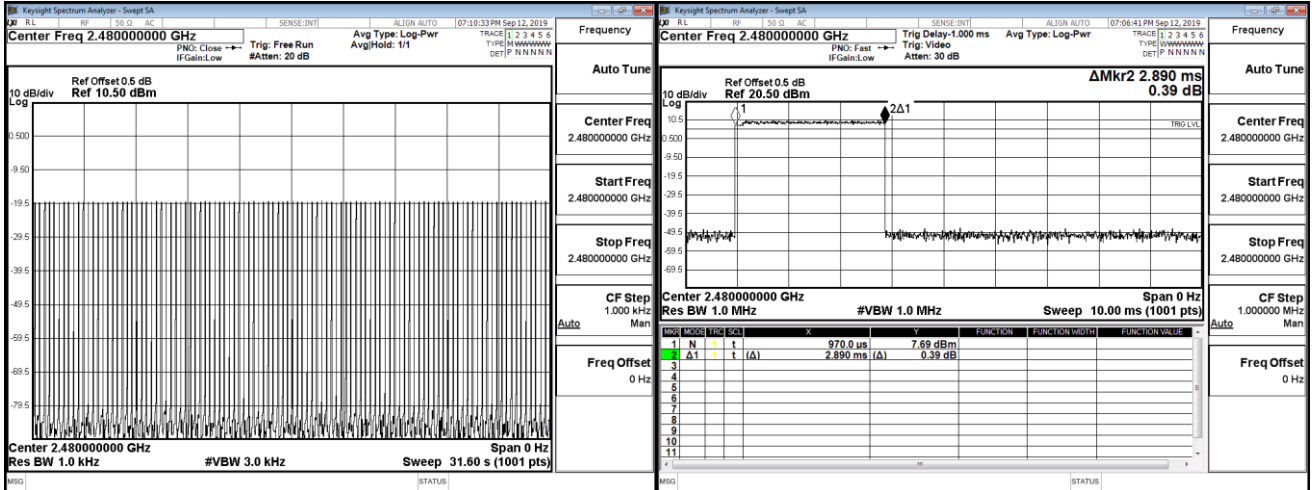 Keysight Spectrum Analyzer - Swept SA
RL RF 50 Ω AC SENSE:INT ALIGN AUTO 07:10:33 PM Sep 12, 2019
Center Freq 2.480000000 GHz
Avg Type: Log-Pwr
TRACE 1 2 3 4 5 6
PNO: Close Trig: Free Run Avg|Hold: 1/1
TYPE M WWWWW
IFGain:Low #Atten: 20 dB
DET P NNNNN
Ref Offset 0.5 dB
10 dB/div Ref 10.50 dBm
Log
0.500
-9.50
-19.5
-29.5
-39.5
-49.5
-59.5
-69.5
-79.5
Center 2.480000000 GHz Span 0 Hz
Res BW 1.0 kHz #VBW 3.0 kHz Sweep 31.60 s (1001 pts)
MSG STATUS
Frequency
Auto Tune
Center Freq
2.480000000 GHz
Start Freq
2.480000000 GHz
Stop Freq
2.480000000 GHz
CF Step
1.000 kHz
Auto Man
Freq Offset
0 Hz
Keysight Spectrum Analyzer - Swept SA
RL RF 50 Ω AC SENSE:INT ALIGN AUTO 07:06:41 PM Sep 12, 2019
Center Freq 2.480000000 GHz
Trig Delay-1.000 ms Avg Type: Log-Pwr
TRACE 1 2 3 4 5 6
PNO: Fast Trig: Video
TYPE WWWWWW
IFGain:Low Atten: 30 dB
DET P NNNNN
ΔMkr2 2.890 ms
0.39 dB
Ref Offset 0.5 dB
10 dB/div Ref 20.50 dBm
Log
1
2Δ1
TRIG LVL
10.5
0.500
-9.50
-19.5
-29.5
-39.5
-49.5
-59.5
-69.5
Center 2.480000000 GHz Span 0 Hz
Res BW 1.0 MHz #VBW 1.0 MHz Sweep 10.00 ms (1001 pts)
MKR MODE TRC SCL X Y FUNCTION FUNCTION WIDTH FUNCTION VALUE
1 N 1 t 970.0 µs 7.69 dBm
2 Δ1 1 t (Δ) 2.890 ms (Δ) 0.39 dB
3
4
5
6
7
8
9
10
11
MSG STATUS
Frequency
Auto Tune
Center Freq
2.480000000 GHz
Start Freq
2.480000000 GHz
Stop Freq
2.480000000 GHz
CF Step
1.000000 MHz
Auto Man
Freq Offset
0 Hz